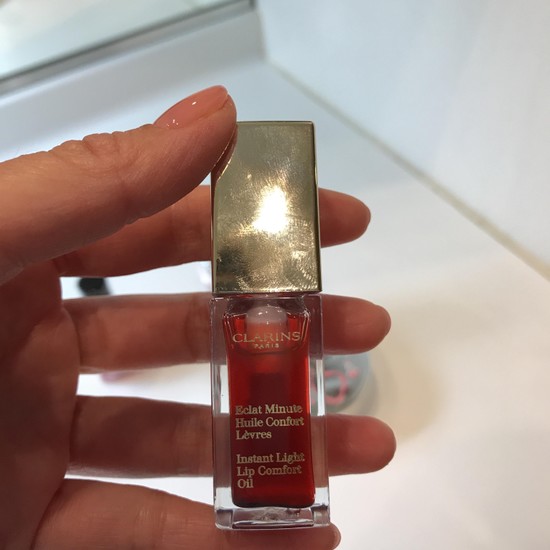 CLARINS
PARIS
Eclat Minute
Huile Confort
Lèvres
Instant Light
Lip Comfort
Oil